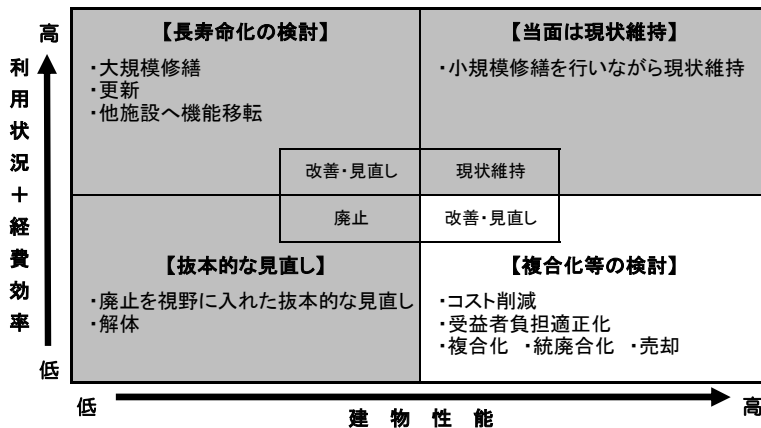 高
利用状況＋経費効率
低
【長寿命化の検討】
・大規模修繕
・更新
・他施設へ機能移転
【当面は現状維持】
・小規模修繕を行いながら現状維持
改善・見直し
現状維持
廃止
改善・見直し
【抜本的な見直し】
・廃止を視野に入れた抜本的な見直し
・解体
【複合化等の検討】
・コスト削減
・受益者負担適正化
・複合化 ・統廃合化 ・売却
低
建物性能
高